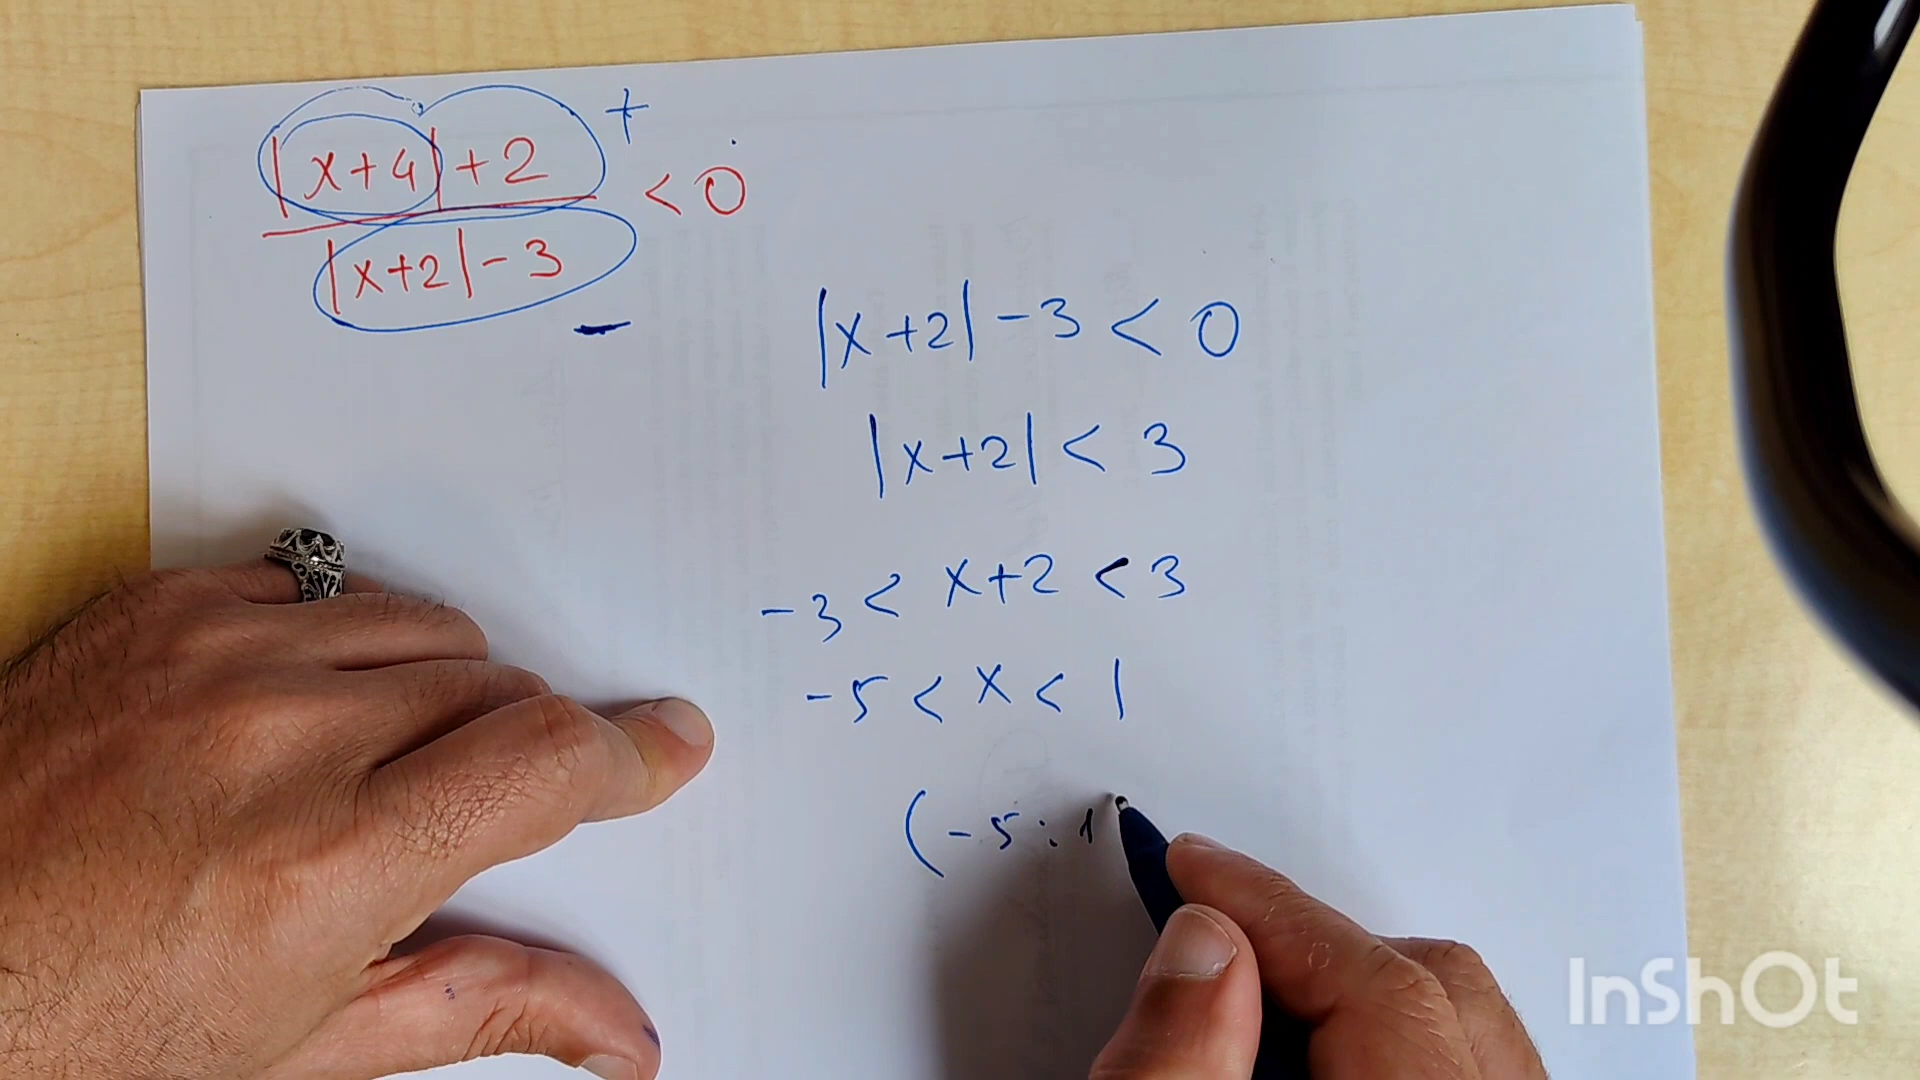 |x+4|+2 + < 0
|x+2|-3 -
|x+2|-3 < 0
|x+2| < 3
-3 < x+2 < 3
-5 < x < 1
(-5:1
InShOt